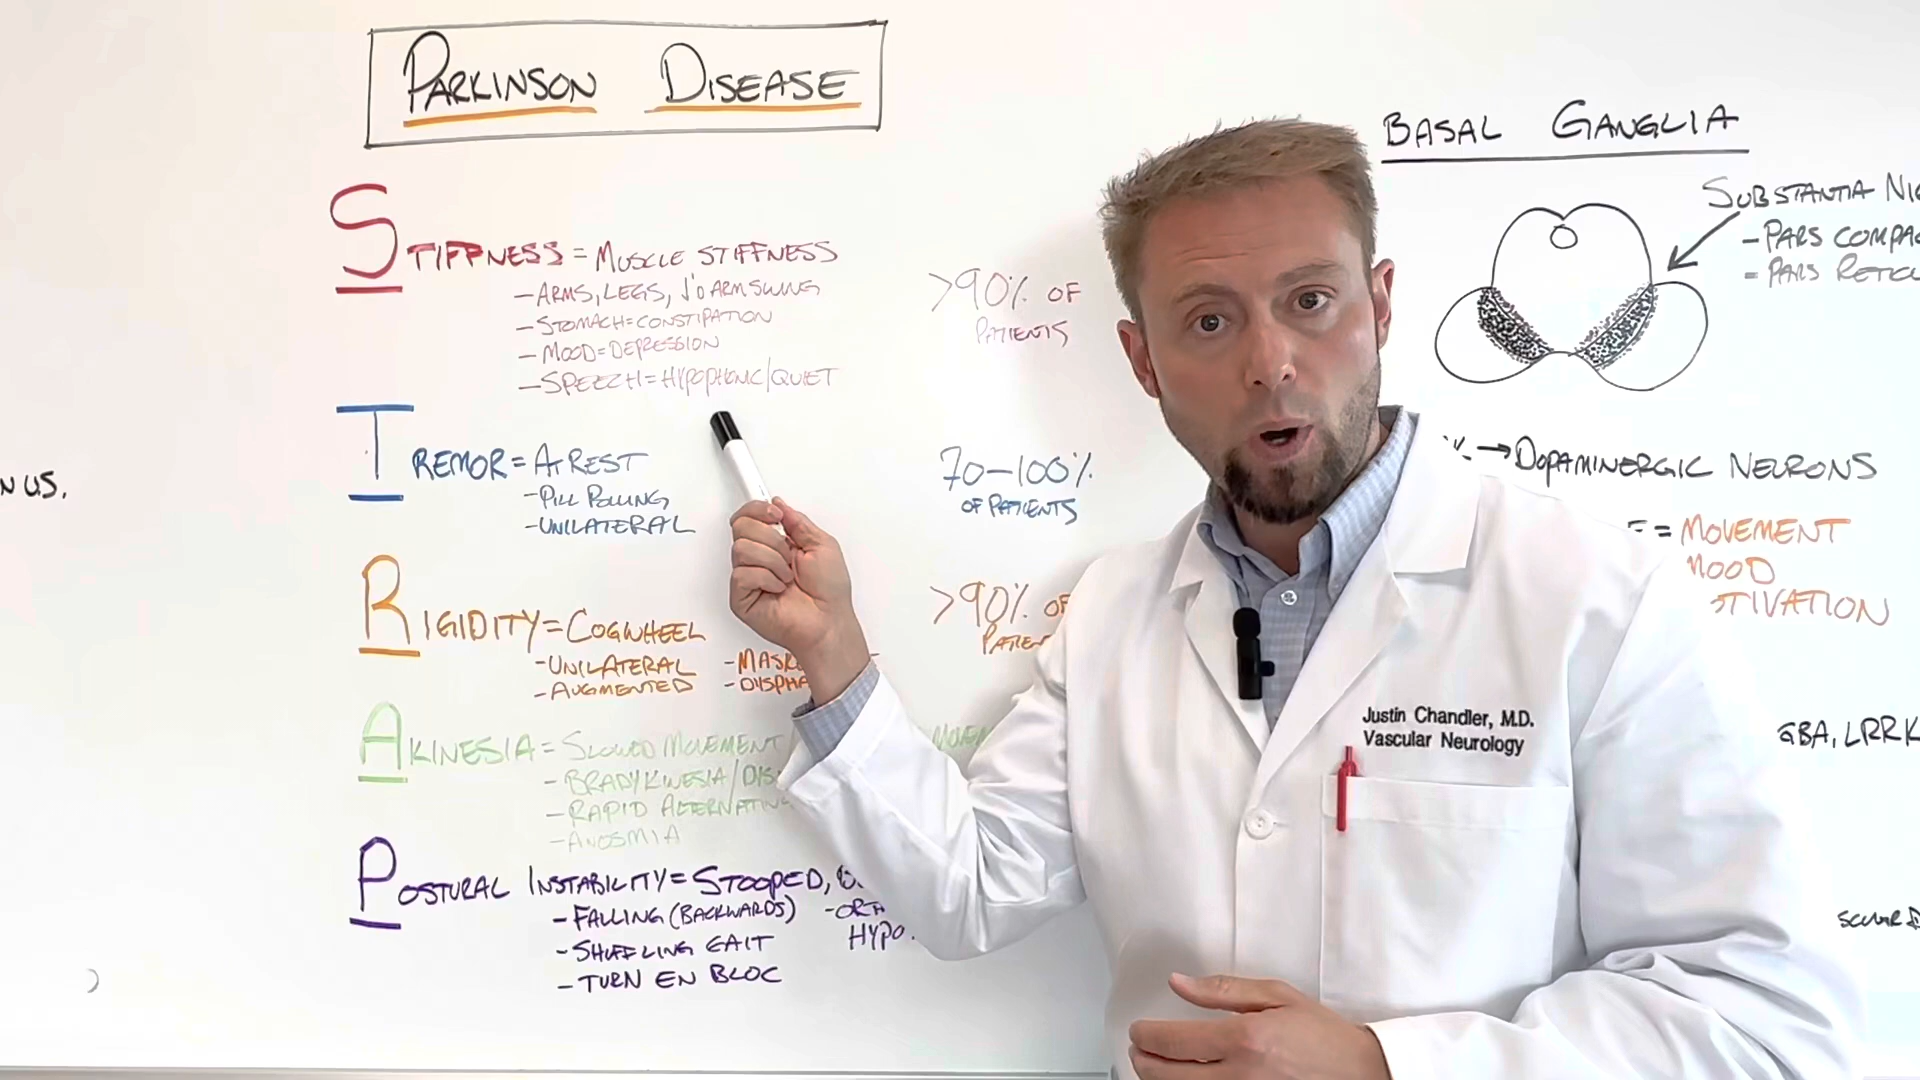 PARKINSON DISEASE
STIFFNESS = MUSCLE STIFFNESS
- ARMS, LEGS, ↓'D ARM SWING
- STOMACH = CONSTIPATION
- MOOD = DEPRESSION
- SPEECH = HYPOPHONIC/QUIET
>90% OF
PATIENTS
TREMOR = AT REST
- PILL ROLLING
- UNILATERAL
70-100%
OF PATIENTS
RIGIDITY = COGWHEEL
- UNILATERAL
- AUGMENTED
>90% OF
AKINESIA = SLOWED MOVEMENT
- BRADYKINESIA/
- RAPID
- ANOSMIA
POSTURAL INSTABILITY = STOOPED,
- FALLING (BACKWARDS)
- SHUFFLING GAIT
- TURN EN BLOC
HYPO.
BASAL GANGLIA
SUBSTANTIA
- PARS
- PARS
→ DOPAMINERGIC NEURONS
= MOVEMENT
MOOD
GBA,
Justin Chandler, M.D.
Vascular Neurology